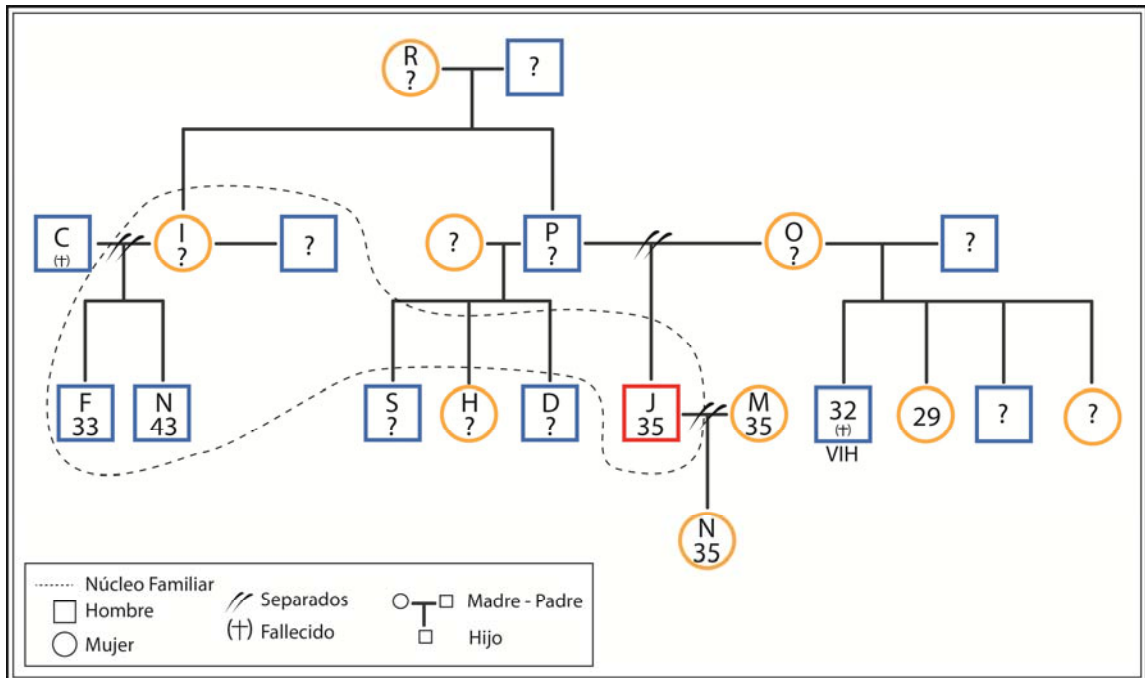 R
?
?
C
(†)
I
?
?
?
P
?
O
?
?
F
33
N
43
S
?
H
?
D
?
J
35
M
35
32
(†)
VIH
29
?
?
N
35
Núcleo Familiar
Hombre
Mujer
Separados
(†) Fallecido
Madre - Padre
Hijo